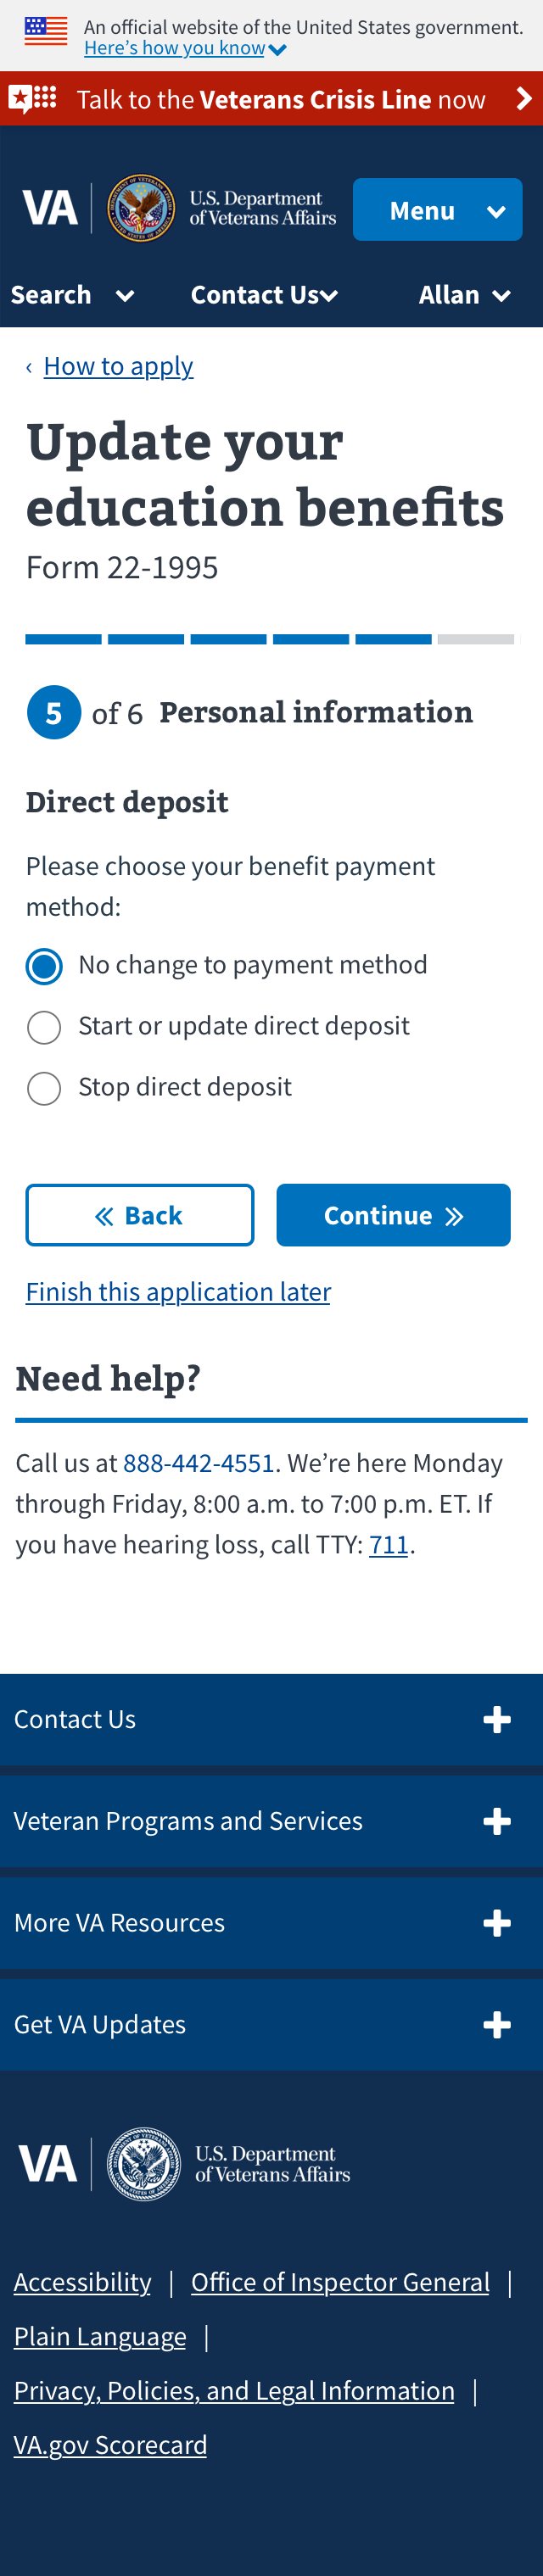 An official website of the United States government.
Here’s how you know
Talk to the Veterans Crisis Line now
VA
U.S. Department
of Veterans Affairs
Menu
Search
Contact Us
Allan
‹ How to apply
Update your
education benefits
Form 22-1995
5 of 6 Personal information
Direct deposit
Please choose your benefit payment
method:
No change to payment method
Start or update direct deposit
Stop direct deposit
« Back
Continue »
Finish this application later
Need help?
Call us at 888-442-4551. We’re here Monday
through Friday, 8:00 a.m. to 7:00 p.m. ET. If
you have hearing loss, call TTY: 711.
Contact Us
Veteran Programs and Services
More VA Resources
Get VA Updates
VA
U.S. Department
of Veterans Affairs
Accessibility | Office of Inspector General |
Plain Language |
Privacy, Policies, and Legal Information |
VA.gov Scorecard